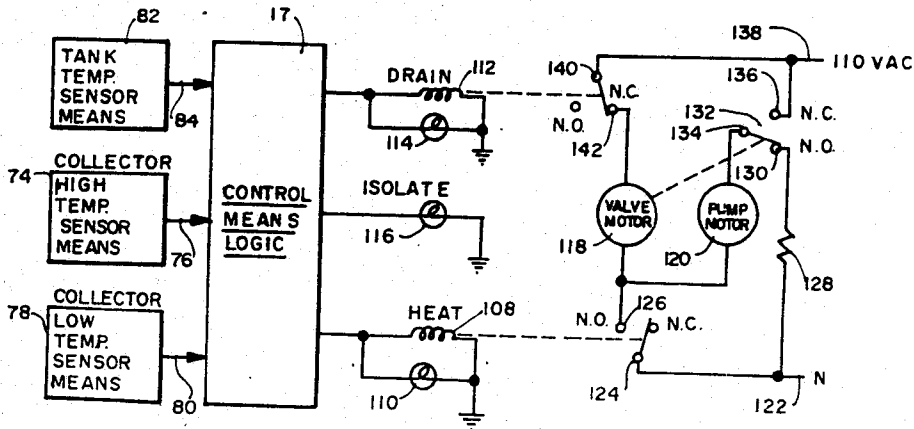 82
TANK
TEMP.
SENSOR
MEANS
84
COLLECTOR
74
HIGH
TEMP.
SENSOR
MEANS
76
COLLECTOR
78
LOW
TEMP.
SENSOR
MEANS
80
17
CONTROL
MEANS
LOGIC
DRAIN
112
114
ISOLATE
116
HEAT
108
110
138
110 VAC
140
N.C.
N.O.
142
136
N.C.
132
134
N.O.
130
VALVE
MOTOR
118
PUMP
MOTOR
120
128
126
N.O.
N.C.
124
N
122